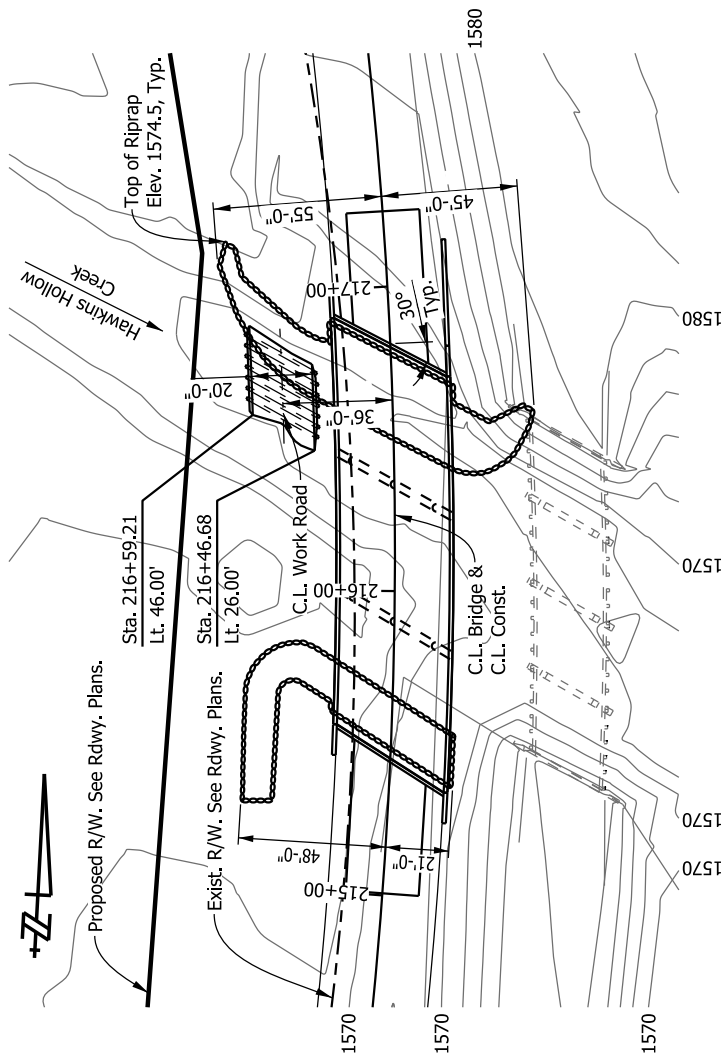 1580
Top of Riprap
Elev. 1574.5, Typ.
Hawkins Hollow
Creek
55'-0"
45'-0"
217+00
30°
Typ.
1580
20'-0"
36'-0"
Sta. 216+59.21
Lt. 46.00'
Sta. 216+46.68
Lt. 26.00'
C.L. Work Road
216+00
C.L. Bridge &
C.L. Const.
1570
Proposed R/W. See Rdwy. Plans.
Exist. R/W. See Rdwy. Plans.
48'-0"
21'-0"
215+00
N
1570
1570
1570
1570
1570